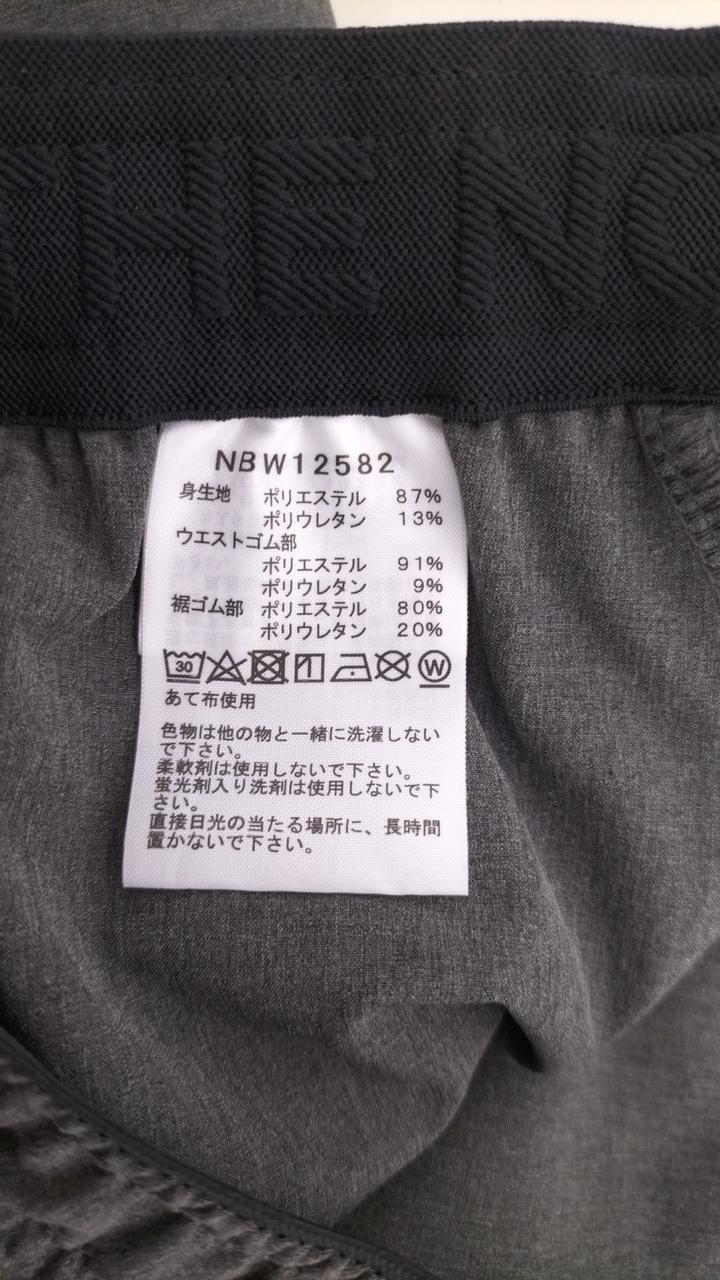 THE NO
NBW12582
身生地 ポリエステル 87%
ポリウレタン 13%
ウエストゴム部
ポリエステル 91%
ポリウレタン 9%
裾ゴム部 ポリエステル 80%
ポリウレタン 20%
30 W
あて布使用
色物は他の物と一緒に洗濯しない
で下さい。
柔軟剤は使用しないで下さい。
蛍光剤入り洗剤は使用しないで下
さい。
直接日光の当たる場所に、長時間
置かないで下さい。